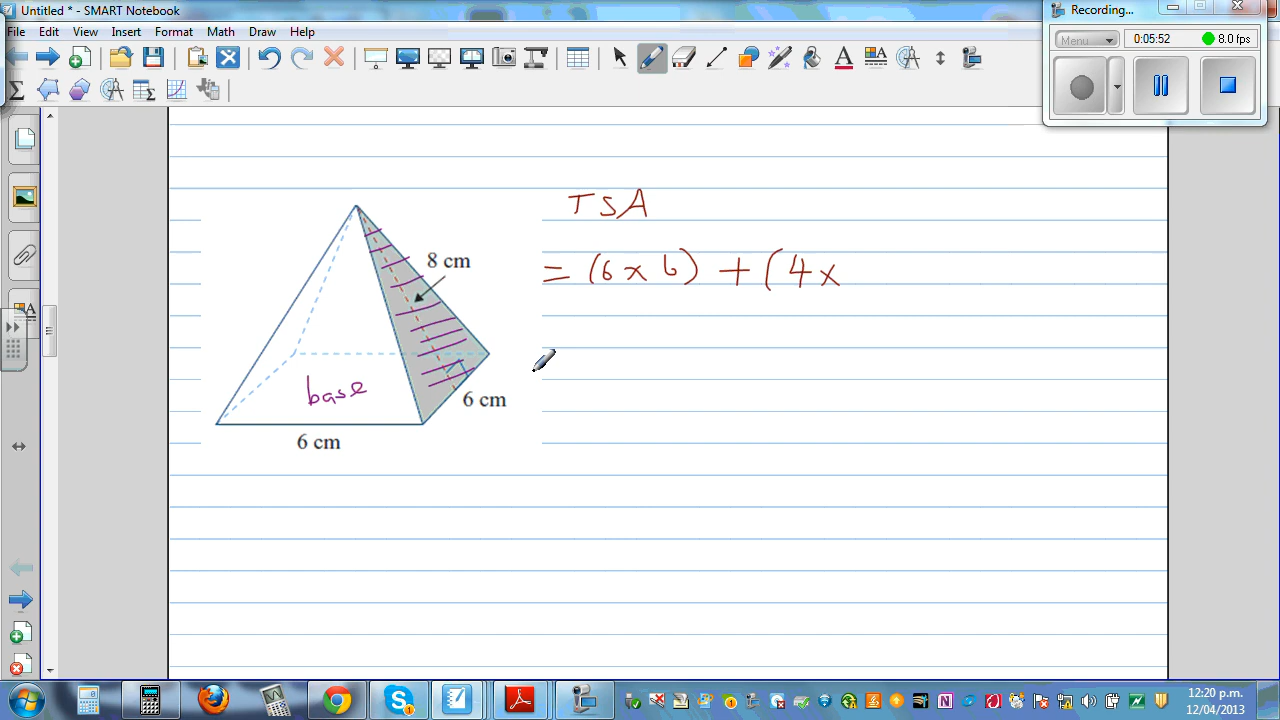 Untitled * - SMART Notebook
File Edit View Insert Format Math Draw Help
Recording...
Menu 0:05:52 8.0 fps
TSA
= (6 x 6) + (4 x
8 cm
base
6 cm
6 cm
12:20 p.m.
12/04/2013